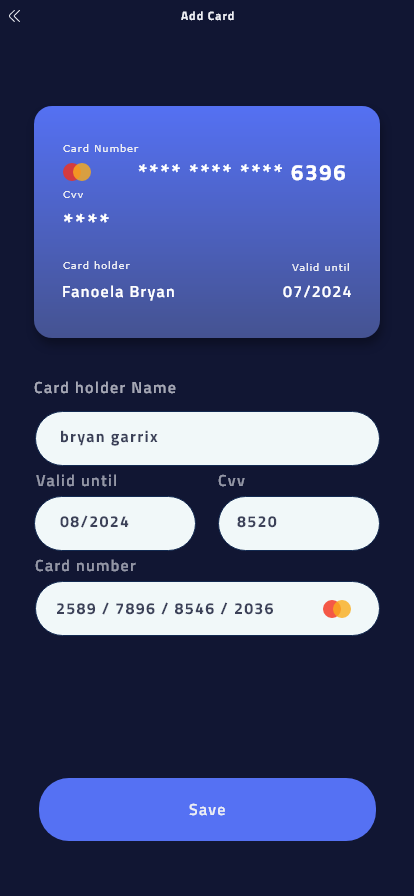 Add Card
Card Number
**** **** **** 6396
Cvv
****
Card holder
Valid until
Fanoela Bryan
07/2024
Card holder Name
bryan garrix
Valid until
Cvv
08/2024
8520
Card number
2589 / 7896 / 8546 / 2036
Save